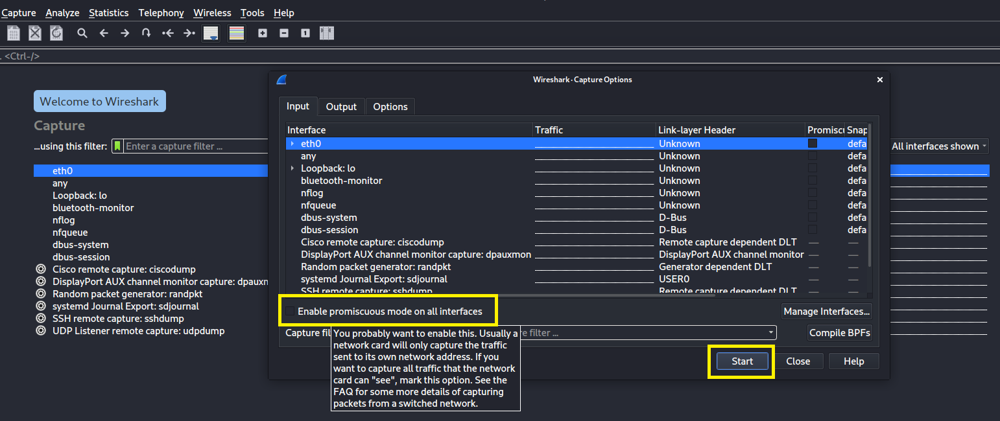 Capture Analyze Statistics Telephony Wireless Tools Help
. <Ctrl-/>
Welcome to Wireshark
Capture
...using this filter: Enter a capture filter ...
All interfaces shown
eth0
any
Loopback: lo
bluetooth-monitor
nflog
nfqueue
dbus-system
dbus-session
Cisco remote capture: ciscodump
DisplayPort AUX channel monitor capture: dpauxn
Random packet generator: randpkt
systemd Journal Export: sdjournal
SSH remote capture: sshdump
UDP Listener remote capture: udpdump
Wireshark · Capture Options
Input Output Options
Interface Traffic Link-layer Header Promiscu Snap
eth0 Unknown defa
any Unknown defa
Loopback: lo Unknown defa
bluetooth-monitor Unknown defa
nflog Unknown defa
nfqueue Unknown defa
dbus-system D-Bus defa
dbus-session D-Bus defa
Cisco remote capture: ciscodump Remote capture dependent DLT — —
DisplayPort AUX channel monitor capture: dpauxmon DisplayPort AUX channel monitor — —
Random packet generator: randpkt Generator dependent DLT — —
systemd Journal Export: sdjournal USER0 — —
SSH remote capture: sshdump Remote capture dependent DLT — —
Enable promiscuous mode on all interfaces
Manage Interfaces...
Capture fil
e filter ...
Compile BPFs
You probably want to enable this. Usually a
network card will only capture the traffic
sent to its own network address. If you
want to capture all traffic that the network
card can "see", mark this option. See the
FAQ for some more details of capturing
packets from a switched network.
Start Close Help